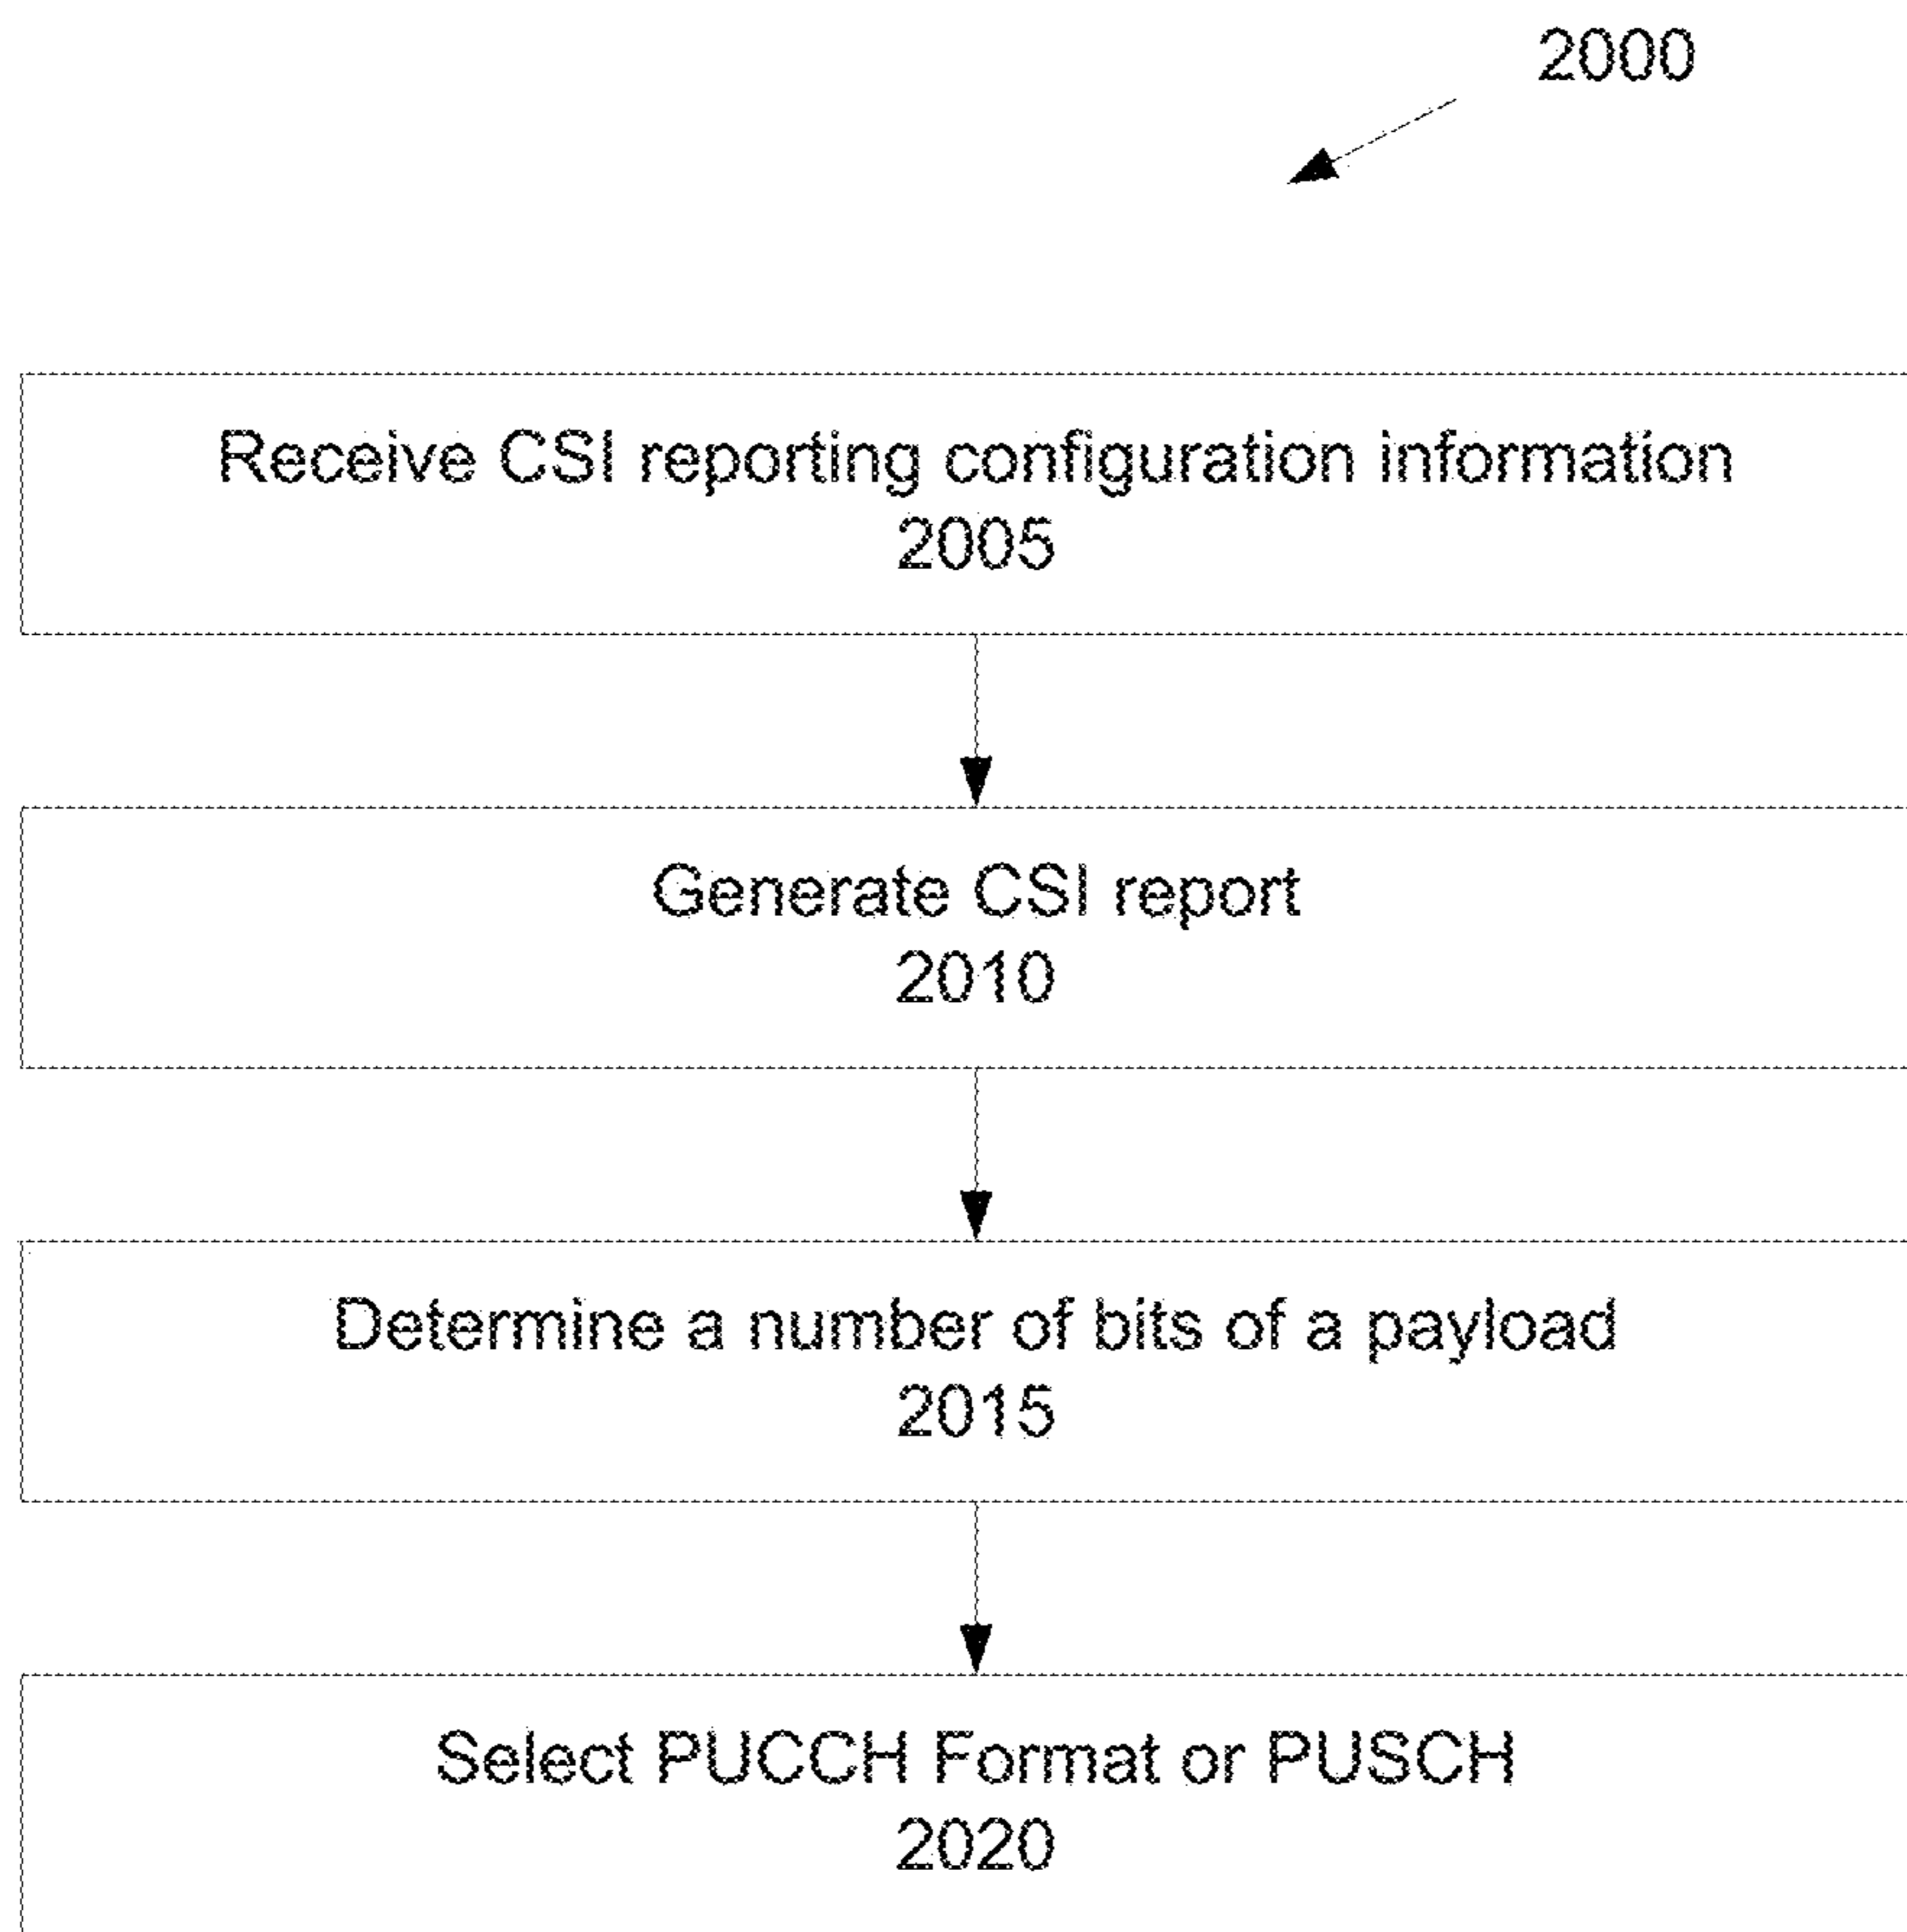 2000
Receive CSI reporting configuration information
2005
Generate CSI report
2010
Determine a number of bits of a payload
2015
Select PUCCH Format or PUSCH
2020